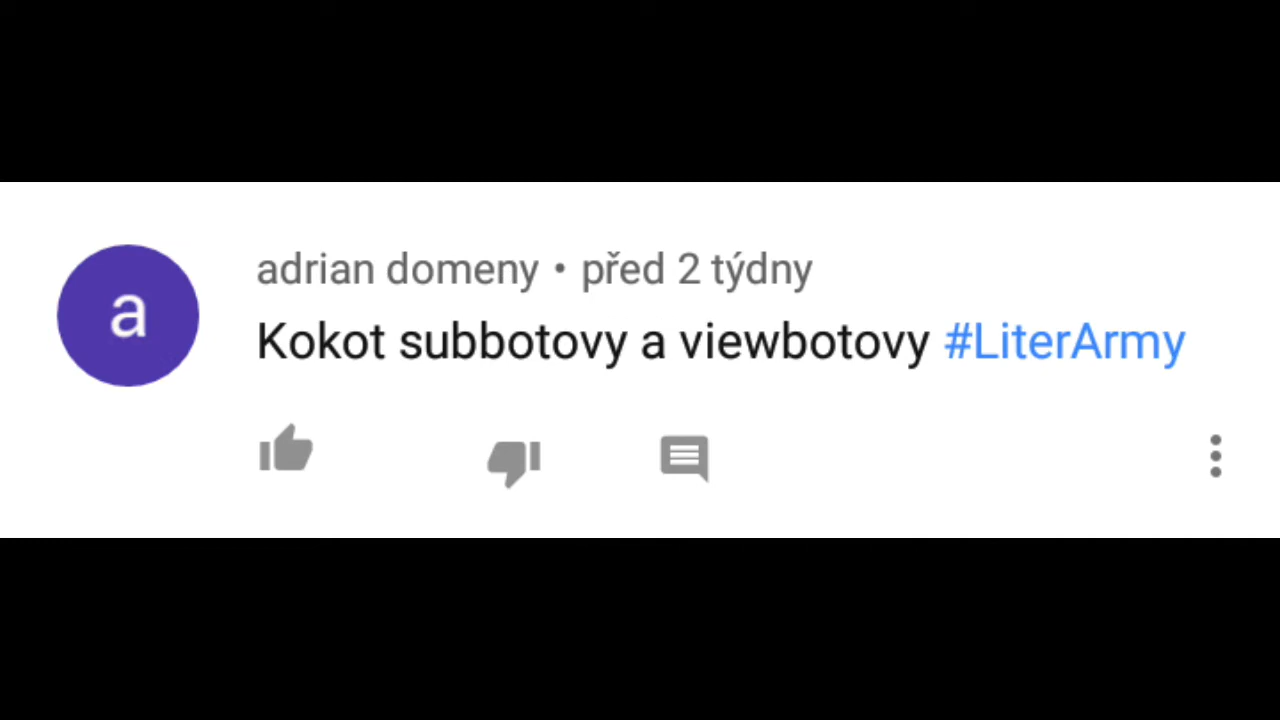 a
adrian domeny • před 2 týdny
Kokot subbotovy a viewbotovy #LiterArmy